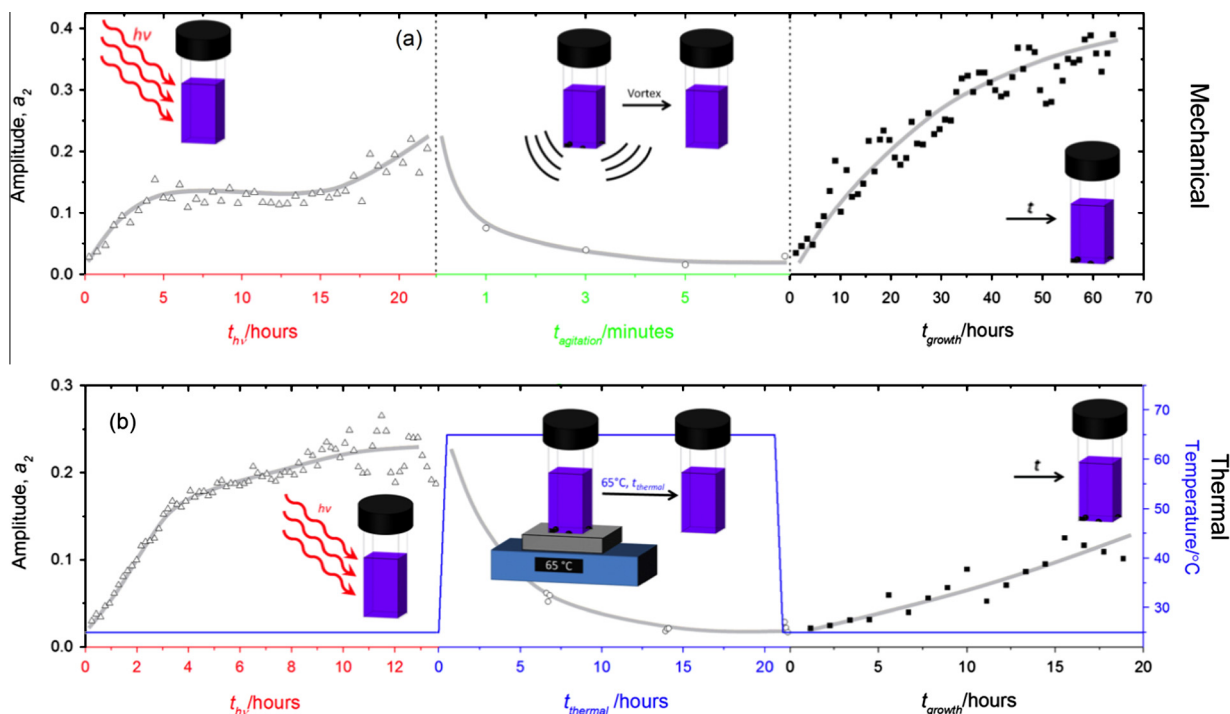 (a)
hν
Vortex
t
Mechanical
Amplitude, a₂
0.4
0.3
0.2
0.1
0.0
0 5 10 15 20
1 3 5
0 10 20 30 40 50 60 70
t_hν/hours
t_agitation/minutes
t_growth/hours
(b)
hν
65°C, t_thermal
65 °C
t
Thermal
Amplitude, a₂
0.3
0.2
0.1
0.0
70
60
50
40
30
Temperature/°C
0 2 4 6 8 10 12
0 5 10 15 20
0 5 10 15 20
t_hν/hours
t_thermal/hours
t_growth/hours